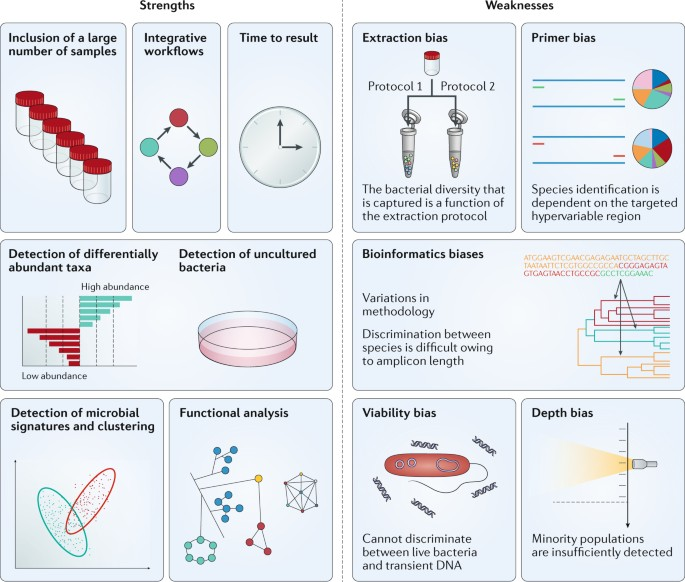 Strengths
Weaknesses
Inclusion of a large
number of samples
Integrative
workflows
Time to result
Extraction bias
Protocol 1
Protocol 2
The bacterial diversity that
is captured is a function of
the extraction protocol
Primer bias
Species identification is
dependent on the targeted
hypervariable region
Detection of differentially
abundant taxa
High abundance
Low abundance
Detection of uncultured
bacteria
Bioinformatics biases
ATGGAAGTCGAACGAGAGAATGCTAGCTTGC
TAATAATTCTCGTGGCCGCCACGGGAGAGTA
GTGAGTAACCTGCCGCGCCTCGGAAAC
Variations in
methodology
Discrimination between
species is difficult owing
to amplicon length
Detection of microbial
signatures and clustering
Functional analysis
Viability bias
Cannot discriminate
between live bacteria
and transient DNA
Depth bias
Minority populations
are insufficiently detected